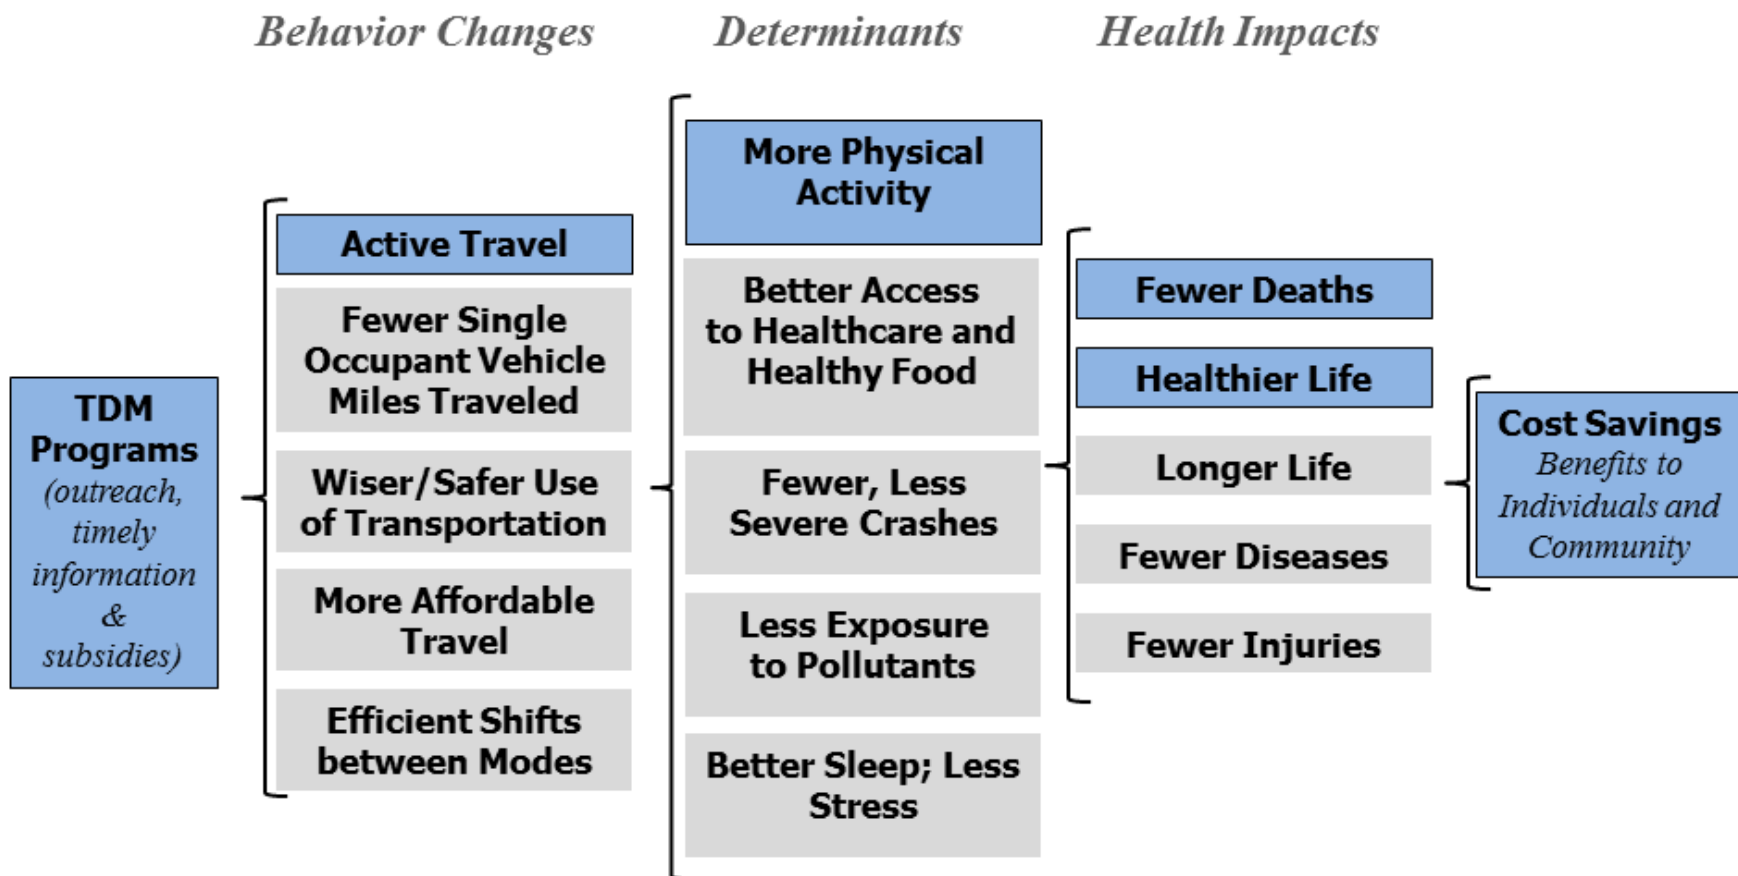 Behavior Changes
Determinants
Health Impacts
TDM
Programs
(outreach,
timely
information
&
subsidies)
Active Travel
Fewer Single
Occupant Vehicle
Miles Traveled
Wiser/Safer Use
of Transportation
More Affordable
Travel
Efficient Shifts
between Modes
More Physical
Activity
Better Access
to Healthcare and
Healthy Food
Fewer, Less
Severe Crashes
Less Exposure
to Pollutants
Better Sleep; Less
Stress
Fewer Deaths
Healthier Life
Longer Life
Fewer Diseases
Fewer Injuries
Cost Savings
Benefits to
Individuals and
Community